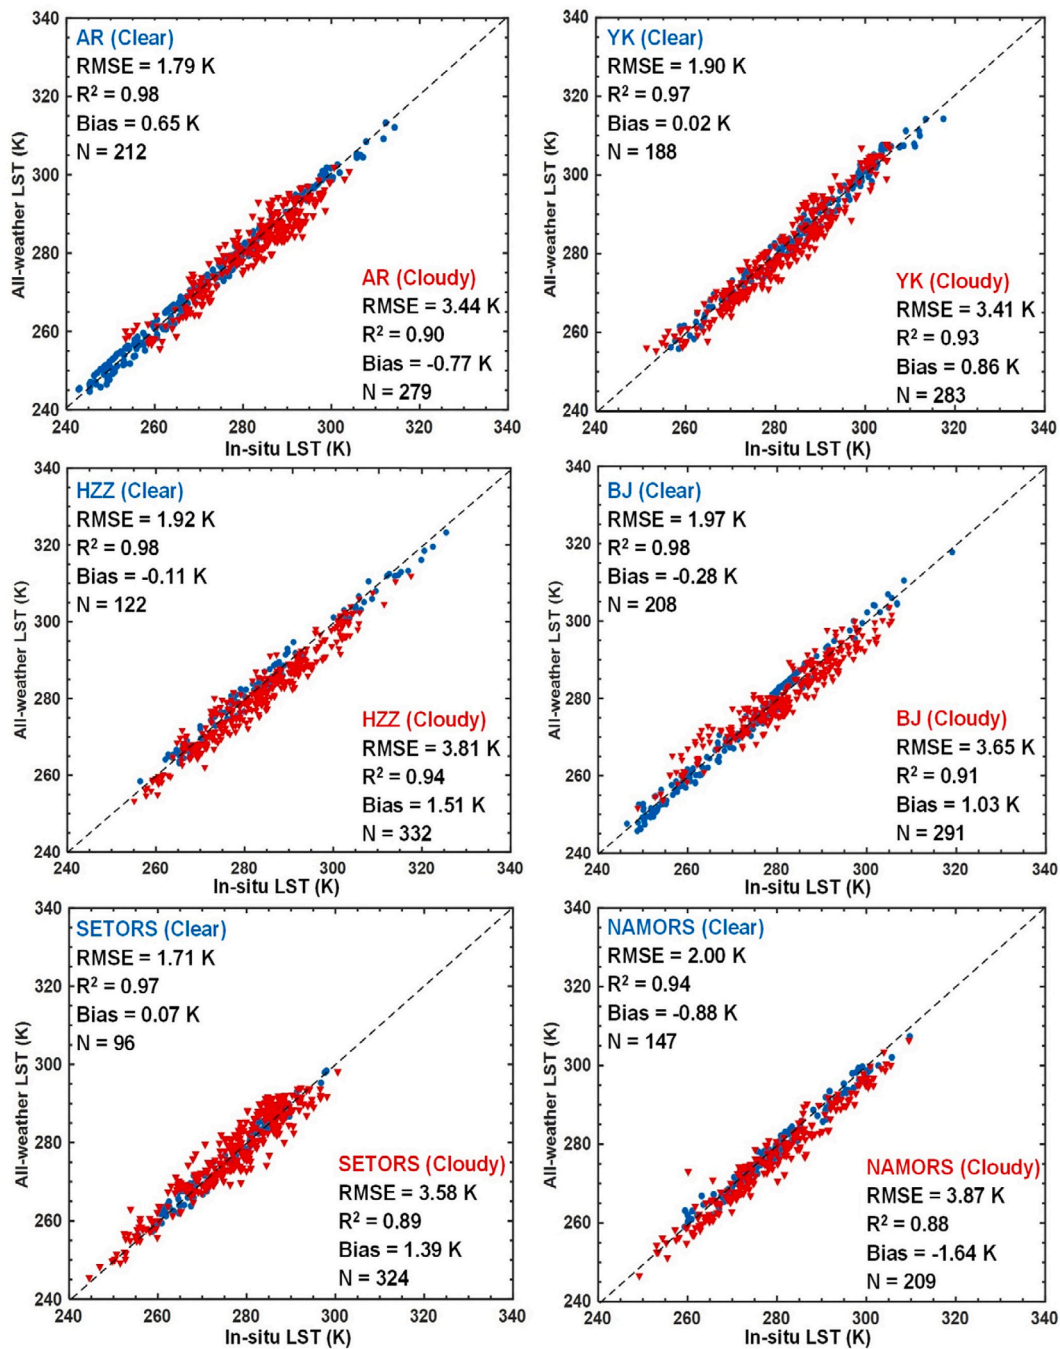 AR (Clear)
RMSE = 1.79 K
R² = 0.98
Bias = 0.65 K
N = 212
AR (Cloudy)
RMSE = 3.44 K
R² = 0.90
Bias = -0.77 K
N = 279
All-weather LST (K)
340
320
300
280
260
240
240 260 280 300 320 340
In-situ LST (K)
YK (Clear)
RMSE = 1.90 K
R² = 0.97
Bias = 0.02 K
N = 188
YK (Cloudy)
RMSE = 3.41 K
R² = 0.93
Bias = 0.86 K
N = 283
All-weather LST (K)
340
320
300
280
260
240
240 260 280 300 320 340
In-situ LST (K)
HZZ (Clear)
RMSE = 1.92 K
R² = 0.98
Bias = -0.11 K
N = 122
HZZ (Cloudy)
RMSE = 3.81 K
R² = 0.94
Bias = 1.51 K
N = 332
All-weather LST (K)
340
320
300
280
260
240
240 260 280 300 320 340
In-situ LST (K)
BJ (Clear)
RMSE = 1.97 K
R² = 0.98
Bias = -0.28 K
N = 208
BJ (Cloudy)
RMSE = 3.65 K
R² = 0.91
Bias = 1.03 K
N = 291
All-weather LST (K)
340
320
300
280
260
240
240 260 280 300 320 340
In-situ LST (K)
SETORS (Clear)
RMSE = 1.71 K
R² = 0.97
Bias = 0.07 K
N = 96
SETORS (Cloudy)
RMSE = 3.58 K
R² = 0.89
Bias = 1.39 K
N = 324
All-weather LST (K)
340
320
300
280
260
240
240 260 280 300 320 340
In-situ LST (K)
NAMORS (Clear)
RMSE = 2.00 K
R² = 0.94
Bias = -0.88 K
N = 147
NAMORS (Cloudy)
RMSE = 3.87 K
R² = 0.88
Bias = -1.64 K
N = 209
All-weather LST (K)
340
320
300
280
260
240
240 260 280 300 320 340
In-situ LST (K)